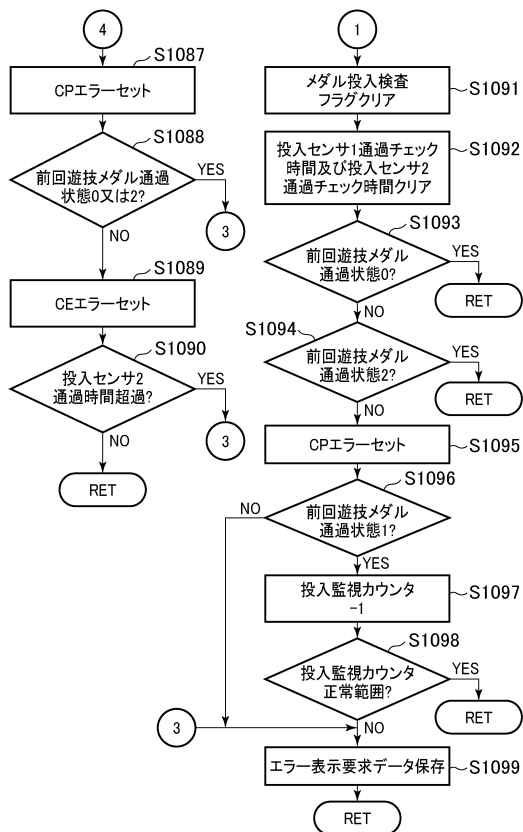 4
S1087
CPエラーセット
S1088
前回遊技メダル通過
状態0又は2?
YES
3
NO
S1089
CEエラーセット
S1090
投入センサ2
通過時間超過?
YES
3
NO
RET
1
メダル投入検査
フラグクリア
S1091
投入センサ1通過チェック
時間及び投入センサ2
通過チェック時間クリア
S1092
S1093
前回遊技メダル
通過状態0?
YES
RET
NO
S1094
前回遊技メダル
通過状態2?
YES
RET
NO
CPエラーセット
S1095
S1096
前回遊技メダル
通過状態1?
NO
YES
投入監視カウンタ
-1
S1097
S1098
投入監視カウンタ
正常範囲?
YES
RET
3
NO
エラー表示要求データ保存
S1099
RET